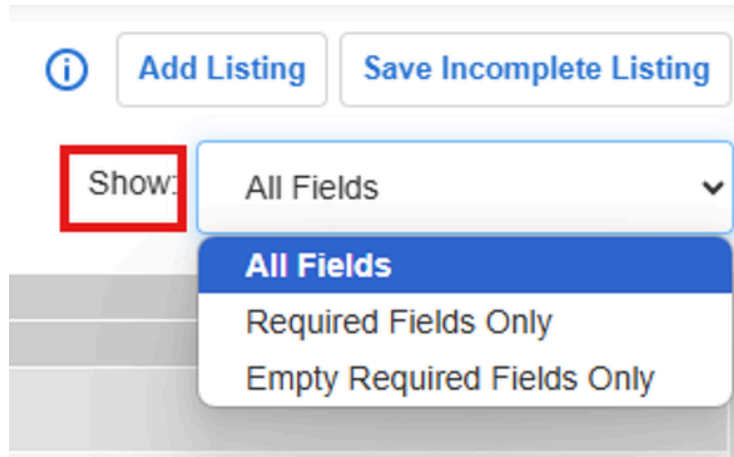 Add Listing Save Incomplete Listing
Show: All Fields
All Fields
Required Fields Only
Empty Required Fields Only